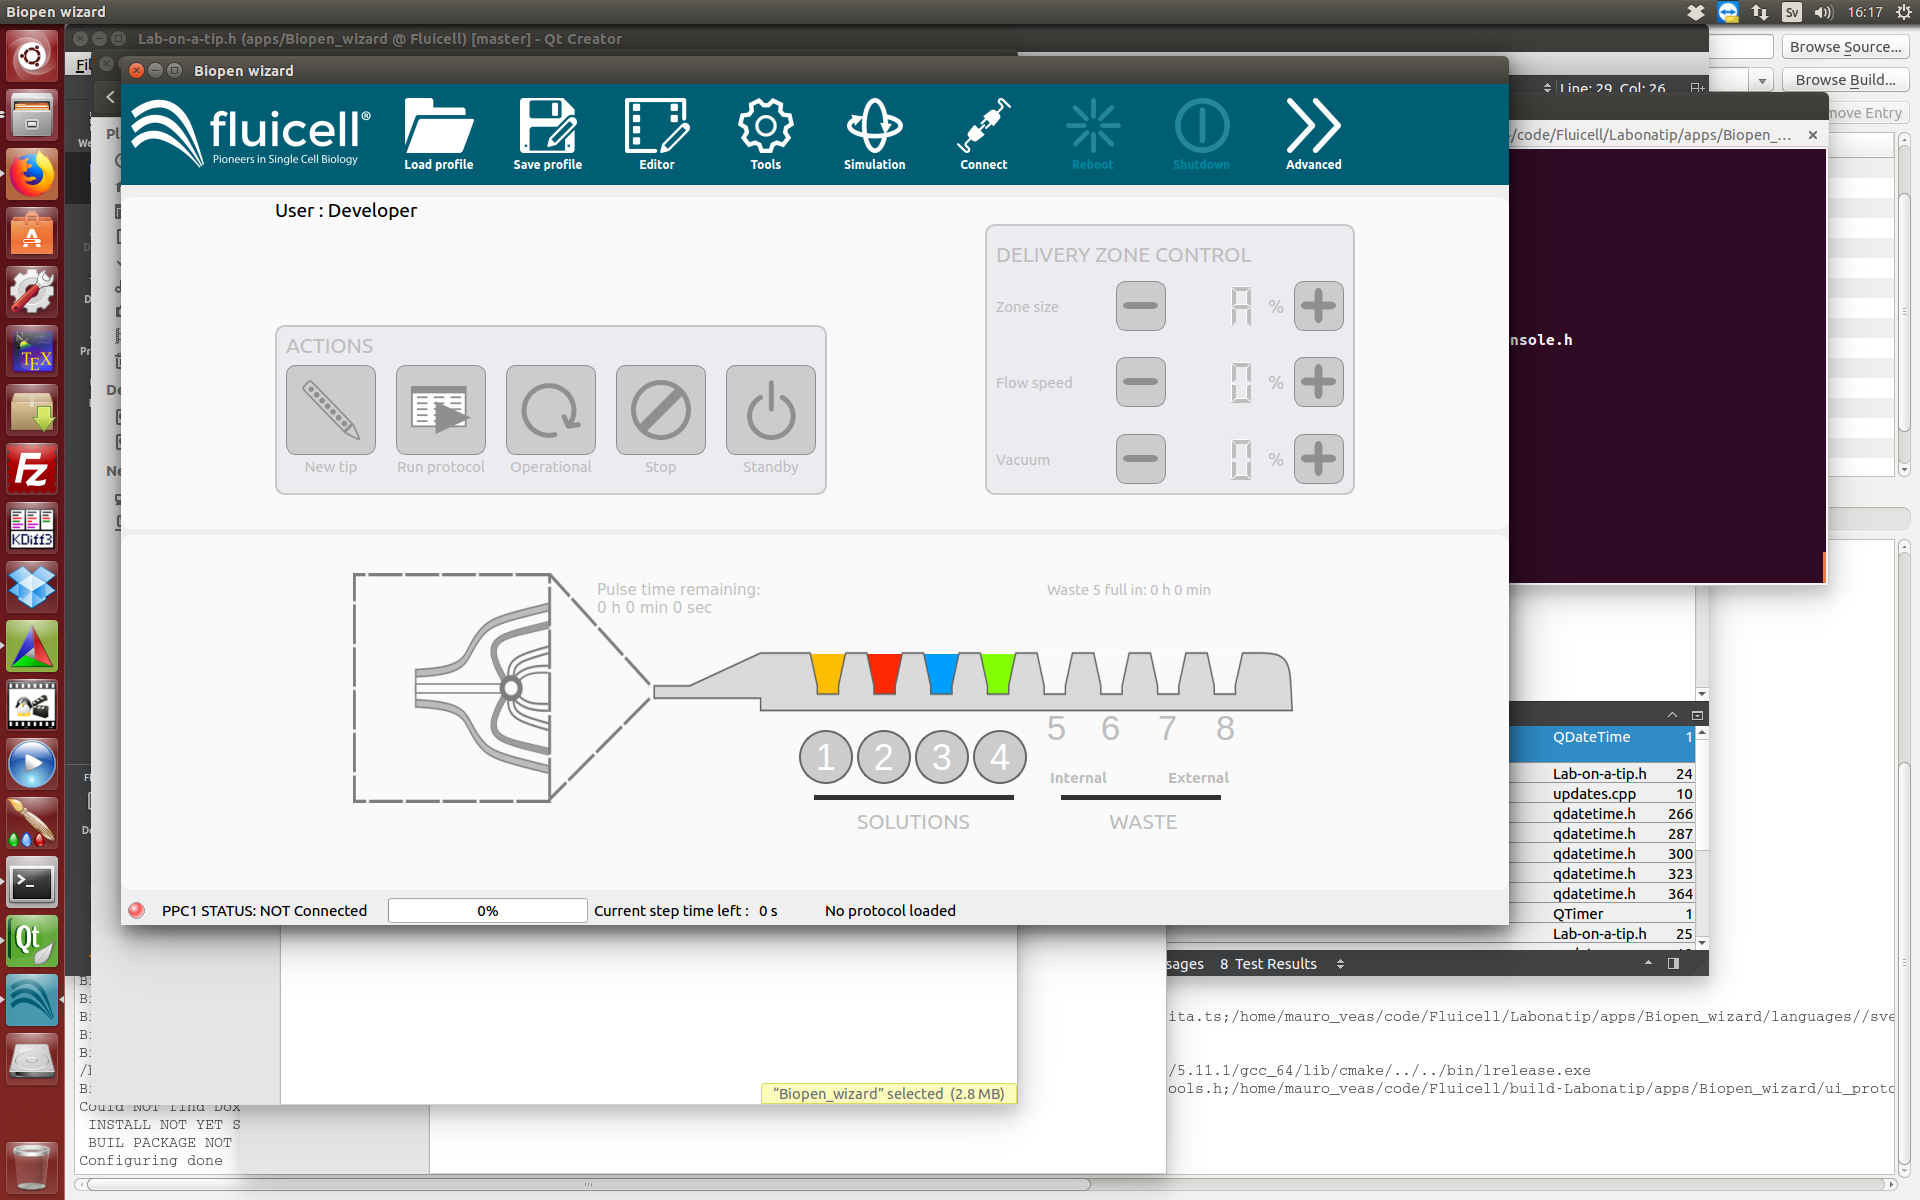 Biopen wizard
Sv
16:17
Lab-on-a-tip.h (apps/Biopen_wizard @ Fluicell) [master] - Qt Creator
Browse Source...
Browse Build...
Biopen wizard
Line: 29, Col: 26
/code/Fluicell/Labonatip/apps/Biopen_...
fluicell®
Pioneers in Single Cell Biology
Load profile
Save profile
Editor
Tools
Simulation
Connect
Reboot
Shutdown
Advanced
User : Developer
DELIVERY ZONE CONTROL
Zone size
%
Flow speed
0 %
Vacuum
0 %
ACTIONS
New tip
Run protocol
Operational
Stop
Standby
nsole.h
Pulse time remaining:
0 h 0 min 0 sec
Waste 5 full in: 0 h 0 min
5 6 7 8
1 2 3 4
Internal External
SOLUTIONS
WASTE
PPC1 STATUS: NOT Connected
0%
Current step time left : 0 s
No protocol loaded
TEX
Fz
KDiff3
Qt
QDateTime 1
Lab-on-a-tip.h 24
updates.cpp 10
qdatetime.h 266
qdatetime.h 287
qdatetime.h 300
qdatetime.h 323
qdatetime.h 364
QTimer 1
Lab-on-a-tip.h 25
sages 8 Test Results
ita.ts;/home/mauro_veas/code/Fluicell/Labonatip/apps/Biopen_wizard/languages//sve
/5.11.1/gcc_64/lib/cmake/../../bin/lrelease.exe
ools.h;/home/mauro_veas/code/Fluicell/build-Labonatip/apps/Biopen_wizard/ui_proto
“Biopen_wizard” selected (2.8 MB)
INSTALL NOT YET S
BUIL PACKAGE NOT
Configuring done